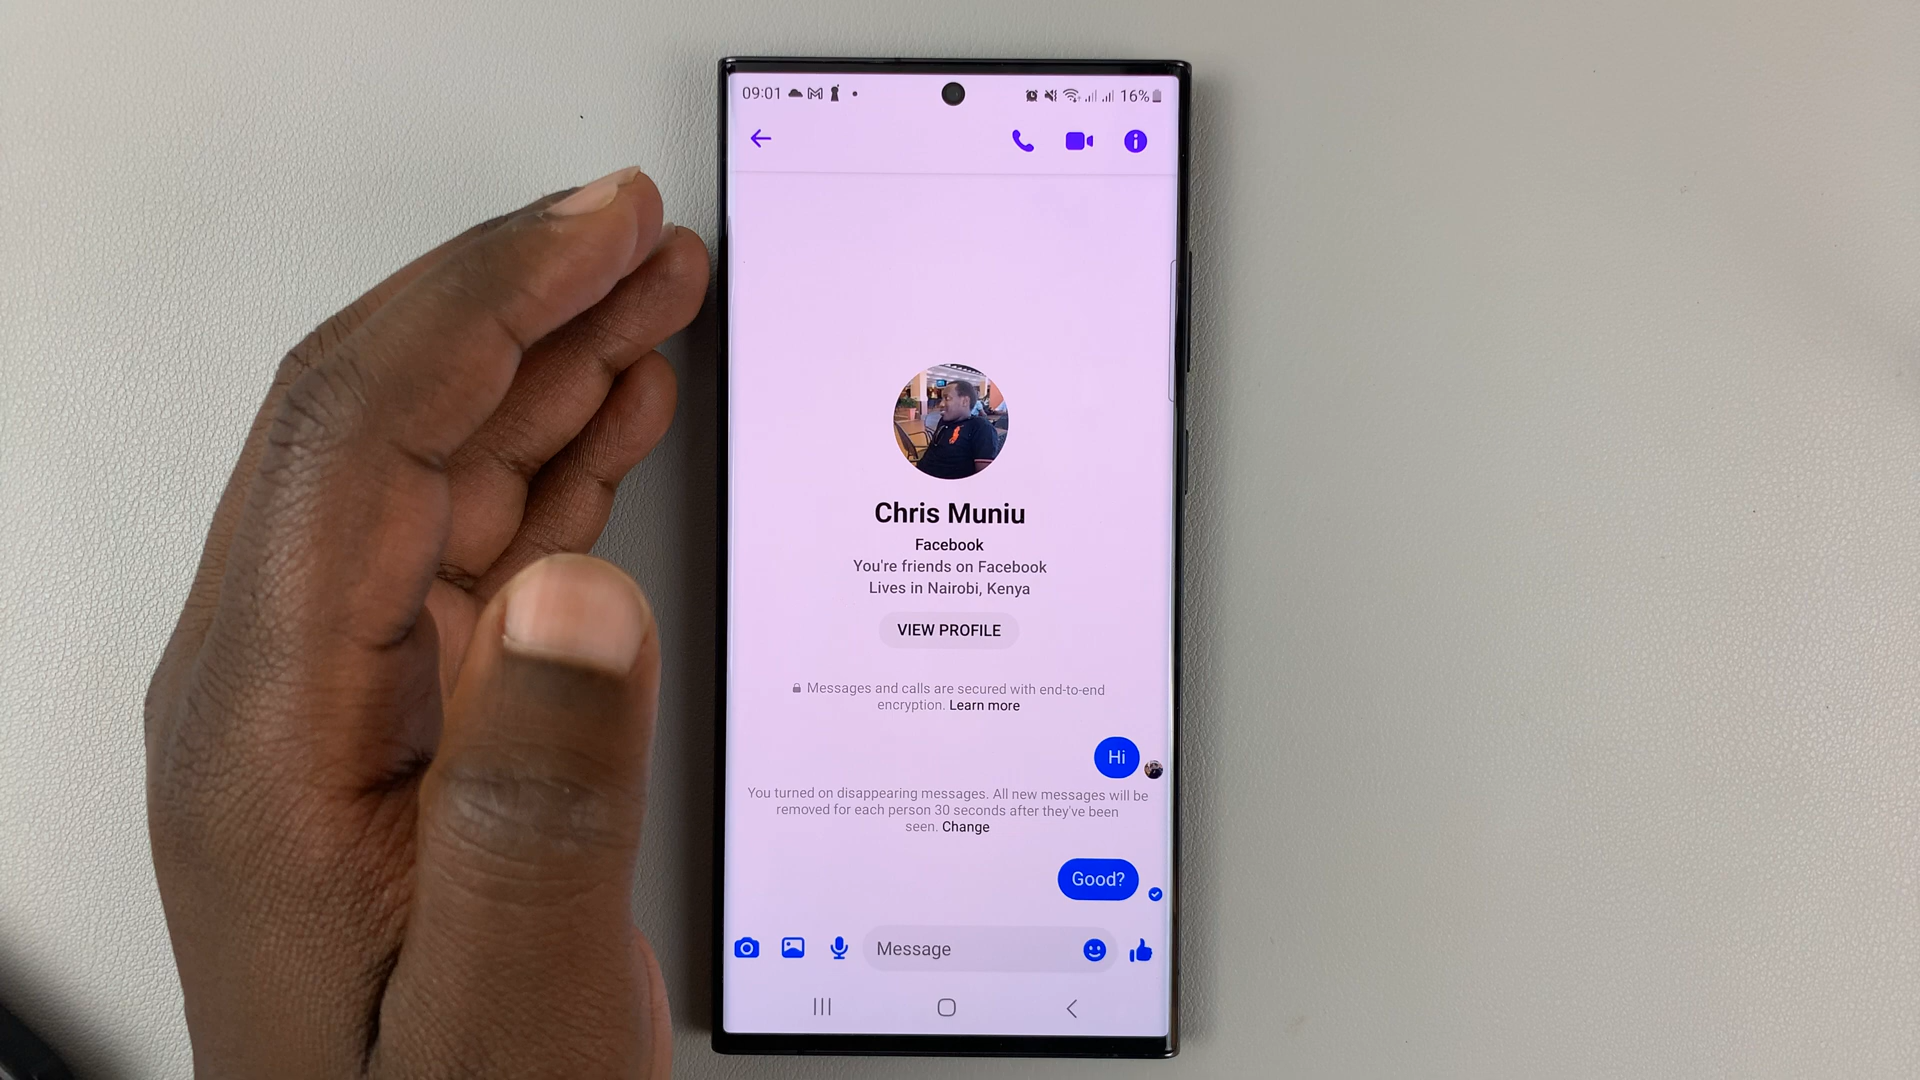 09:01
16%
Chris Muniu
Facebook
You're friends on Facebook
Lives in Nairobi, Kenya
VIEW PROFILE
Messages and calls are secured with end-to-end
encryption. Learn more
Hi
You turned on disappearing messages. All new messages will be
removed for each person 30 seconds after they've been
seen. Change
Good?
Message